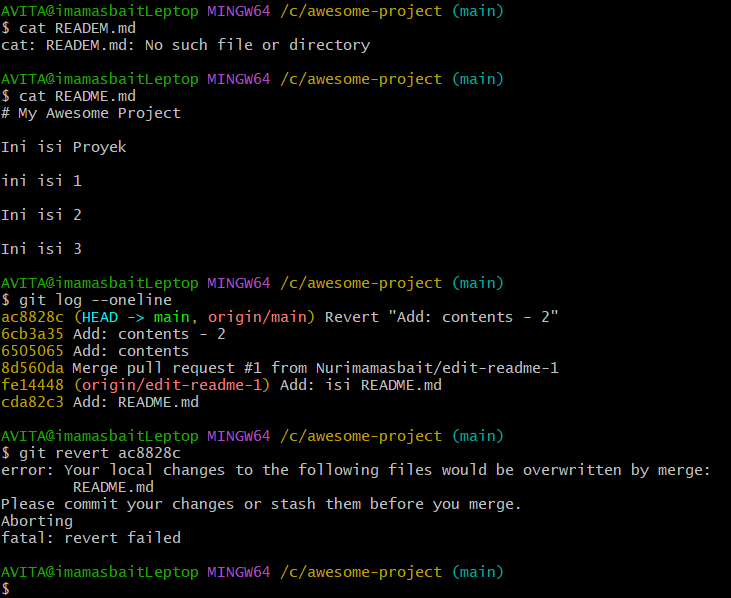 AVITA@imamasbaitLeptop MINGW64 /c/awesome-project (main)
$ cat READEM.md
cat: READEM.md: No such file or directory
AVITA@imamasbaitLeptop MINGW64 /c/awesome-project (main)
$ cat README.md
# My Awesome Project
Ini isi Proyek
ini isi 1
Ini isi 2
Ini isi 3
AVITA@imamasbaitLeptop MINGW64 /c/awesome-project (main)
$ git log --oneline
ac8828c (HEAD -> main, origin/main) Revert "Add: contents - 2"
6cb3a35 Add: contents - 2
6505065 Add: contents
8d560da Merge pull request #1 from Nurimamasbait/edit-readme-1
fe14448 (origin/edit-readme-1) Add: isi README.md
cda82c3 Add: README.md
AVITA@imamasbaitLeptop MINGW64 /c/awesome-project (main)
$ git revert ac8828c
error: Your local changes to the following files would be overwritten by merge:
README.md
Please commit your changes or stash them before you merge.
Aborting
fatal: revert failed
AVITA@imamasbaitLeptop MINGW64 /c/awesome-project (main)
$